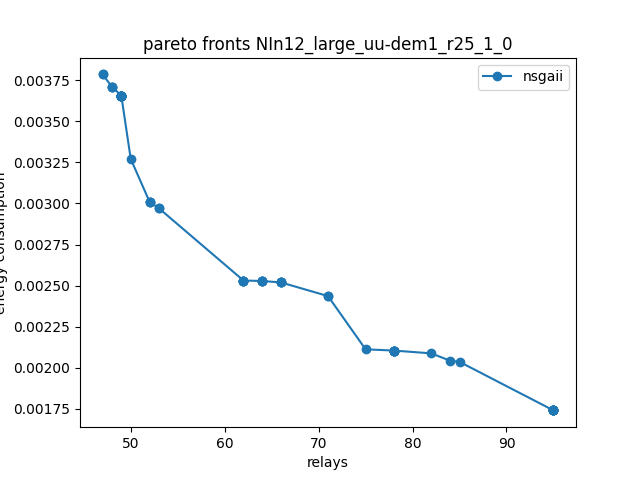 pareto fronts NIn12_large_uu-dem1_r25_1_0
nsgaii
0.00375
0.00350
0.00325
0.00300
0.00275
0.00250
0.00225
0.00200
0.00175
energy consumption
50 60 70 80 90
relays